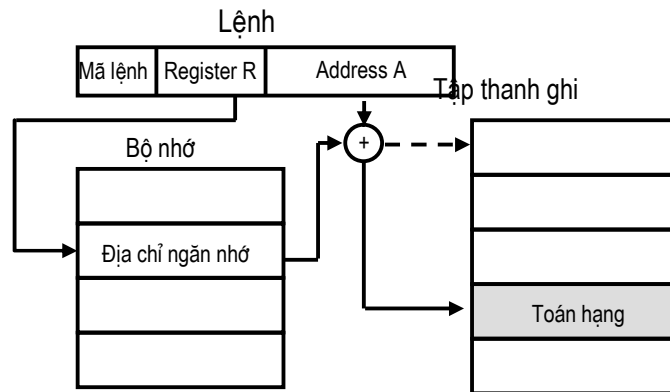 Lệnh
Mã lệnh Register R Address A
Tập thanh ghi
Bộ nhớ
+
Địa chỉ ngăn nhớ
Toán hạng